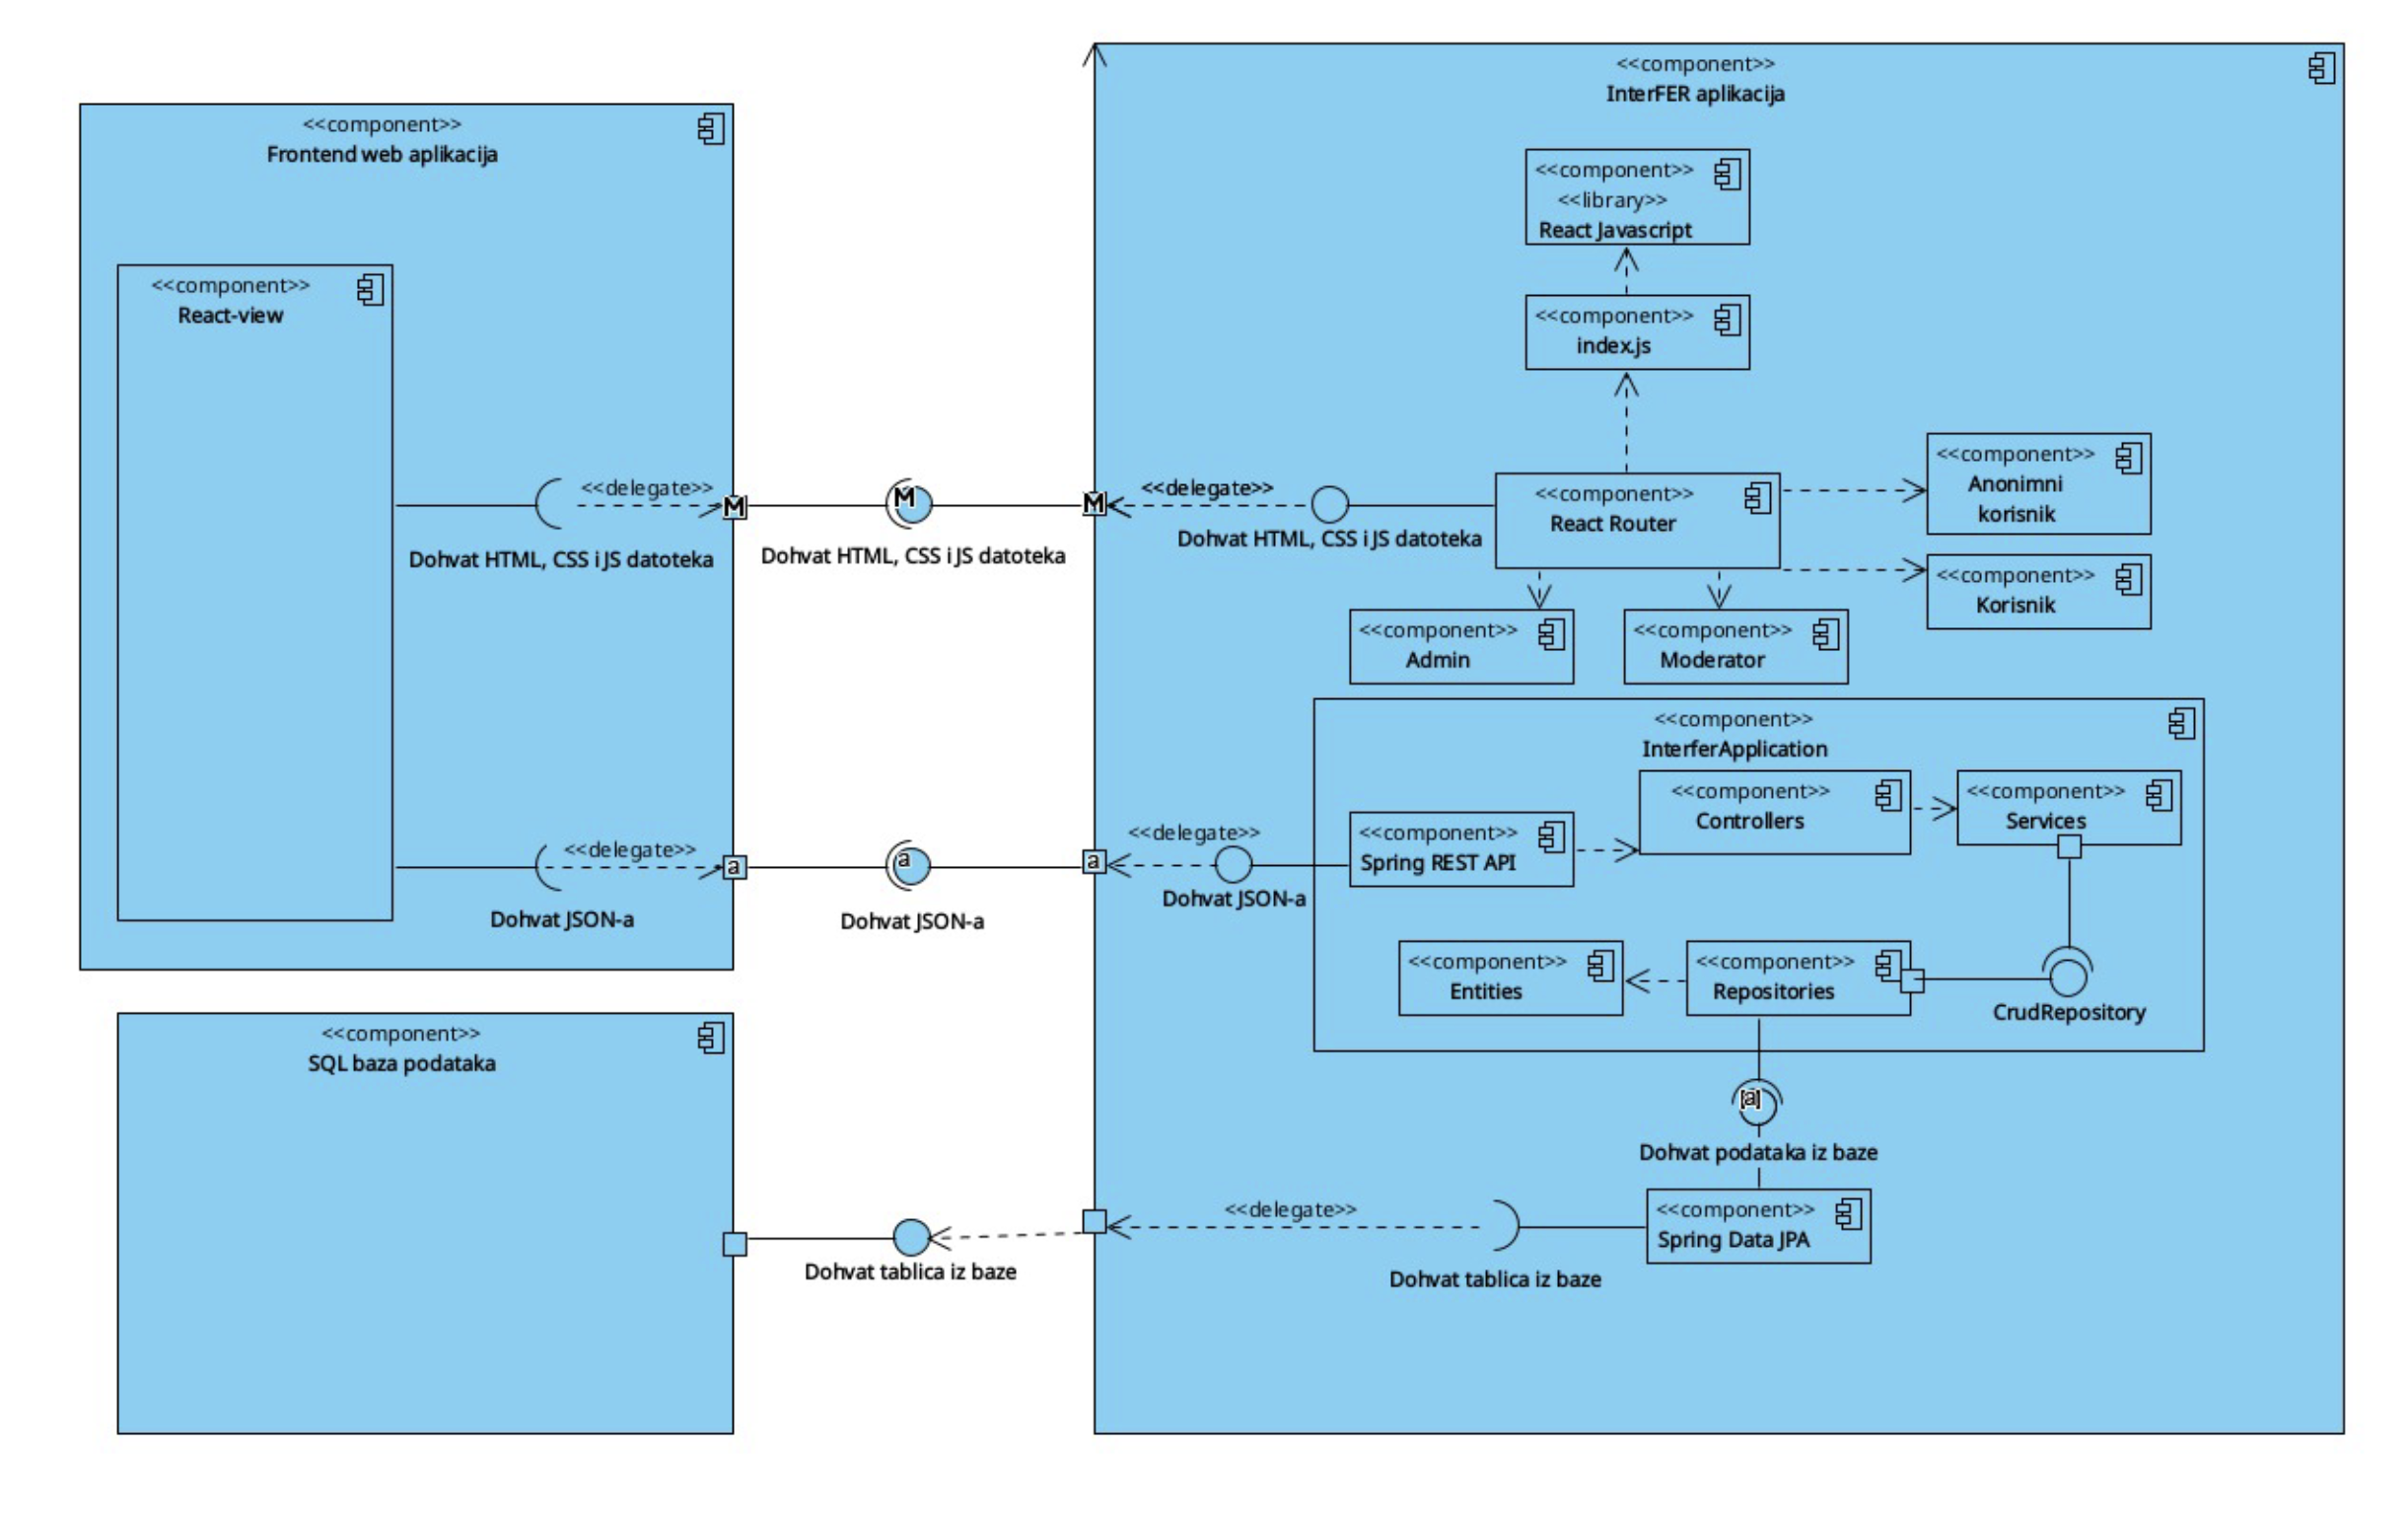 <<component>>
InterFER aplikacija
<<component>>
Frontend web aplikacija
<<component>>
<<library>>
React Javascript
<<component>>
React-view
<<component>>
index.js
<<component>>
Anonimni
korisnik
<<delegate>>
M
M
M
<<delegate>>
<<component>>
React Router
Dohvat HTML, CSS i JS datoteka
Dohvat HTML, CSS i JS datoteka
Dohvat HTML, CSS i JS datoteka
<<component>>
Korisnik
<<component>>
Admin
<<component>>
Moderator
<<component>>
InterferApplication
<<component>>
Controllers
<<component>>
Services
<<delegate>>
a
a
a
<<delegate>>
<<component>>
Spring REST API
Dohvat JSON-a
Dohvat JSON-a
Dohvat JSON-a
<<component>>
Entities
<<component>>
Repositories
CrudRepository
<<component>>
SQL baza podataka
[a]
Dohvat podataka iz baze
<<delegate>>
<<component>>
Spring Data JPA
Dohvat tablica iz baze
Dohvat tablica iz baze